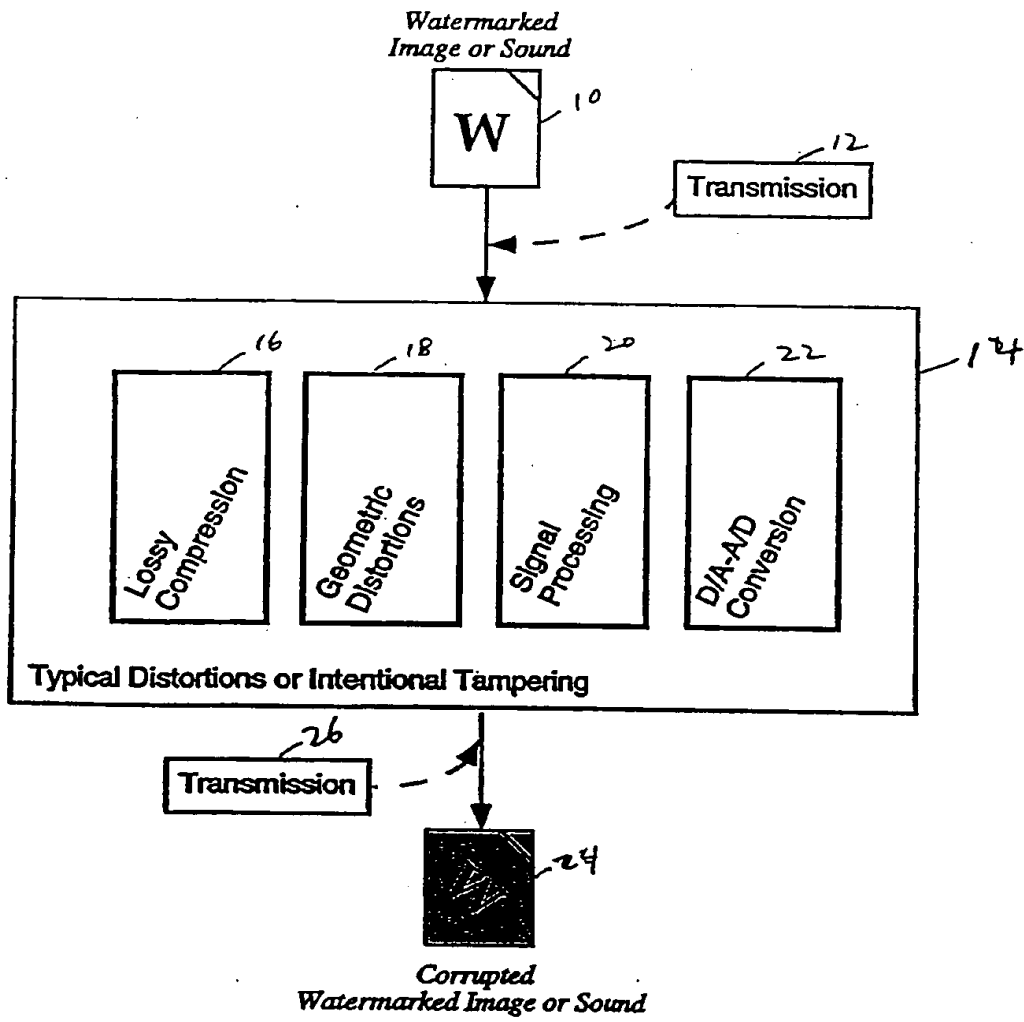 Watermarked
Image or Sound
10
W
12
Transmission
16
18
20
22
14
Lossy
Compression
Geometric
Distortions
Signal
Processing
D/A-A/D
Conversion
Typical Distortions or Intentional Tampering
26
Transmission
24
Corrupted
Watermarked Image or Sound